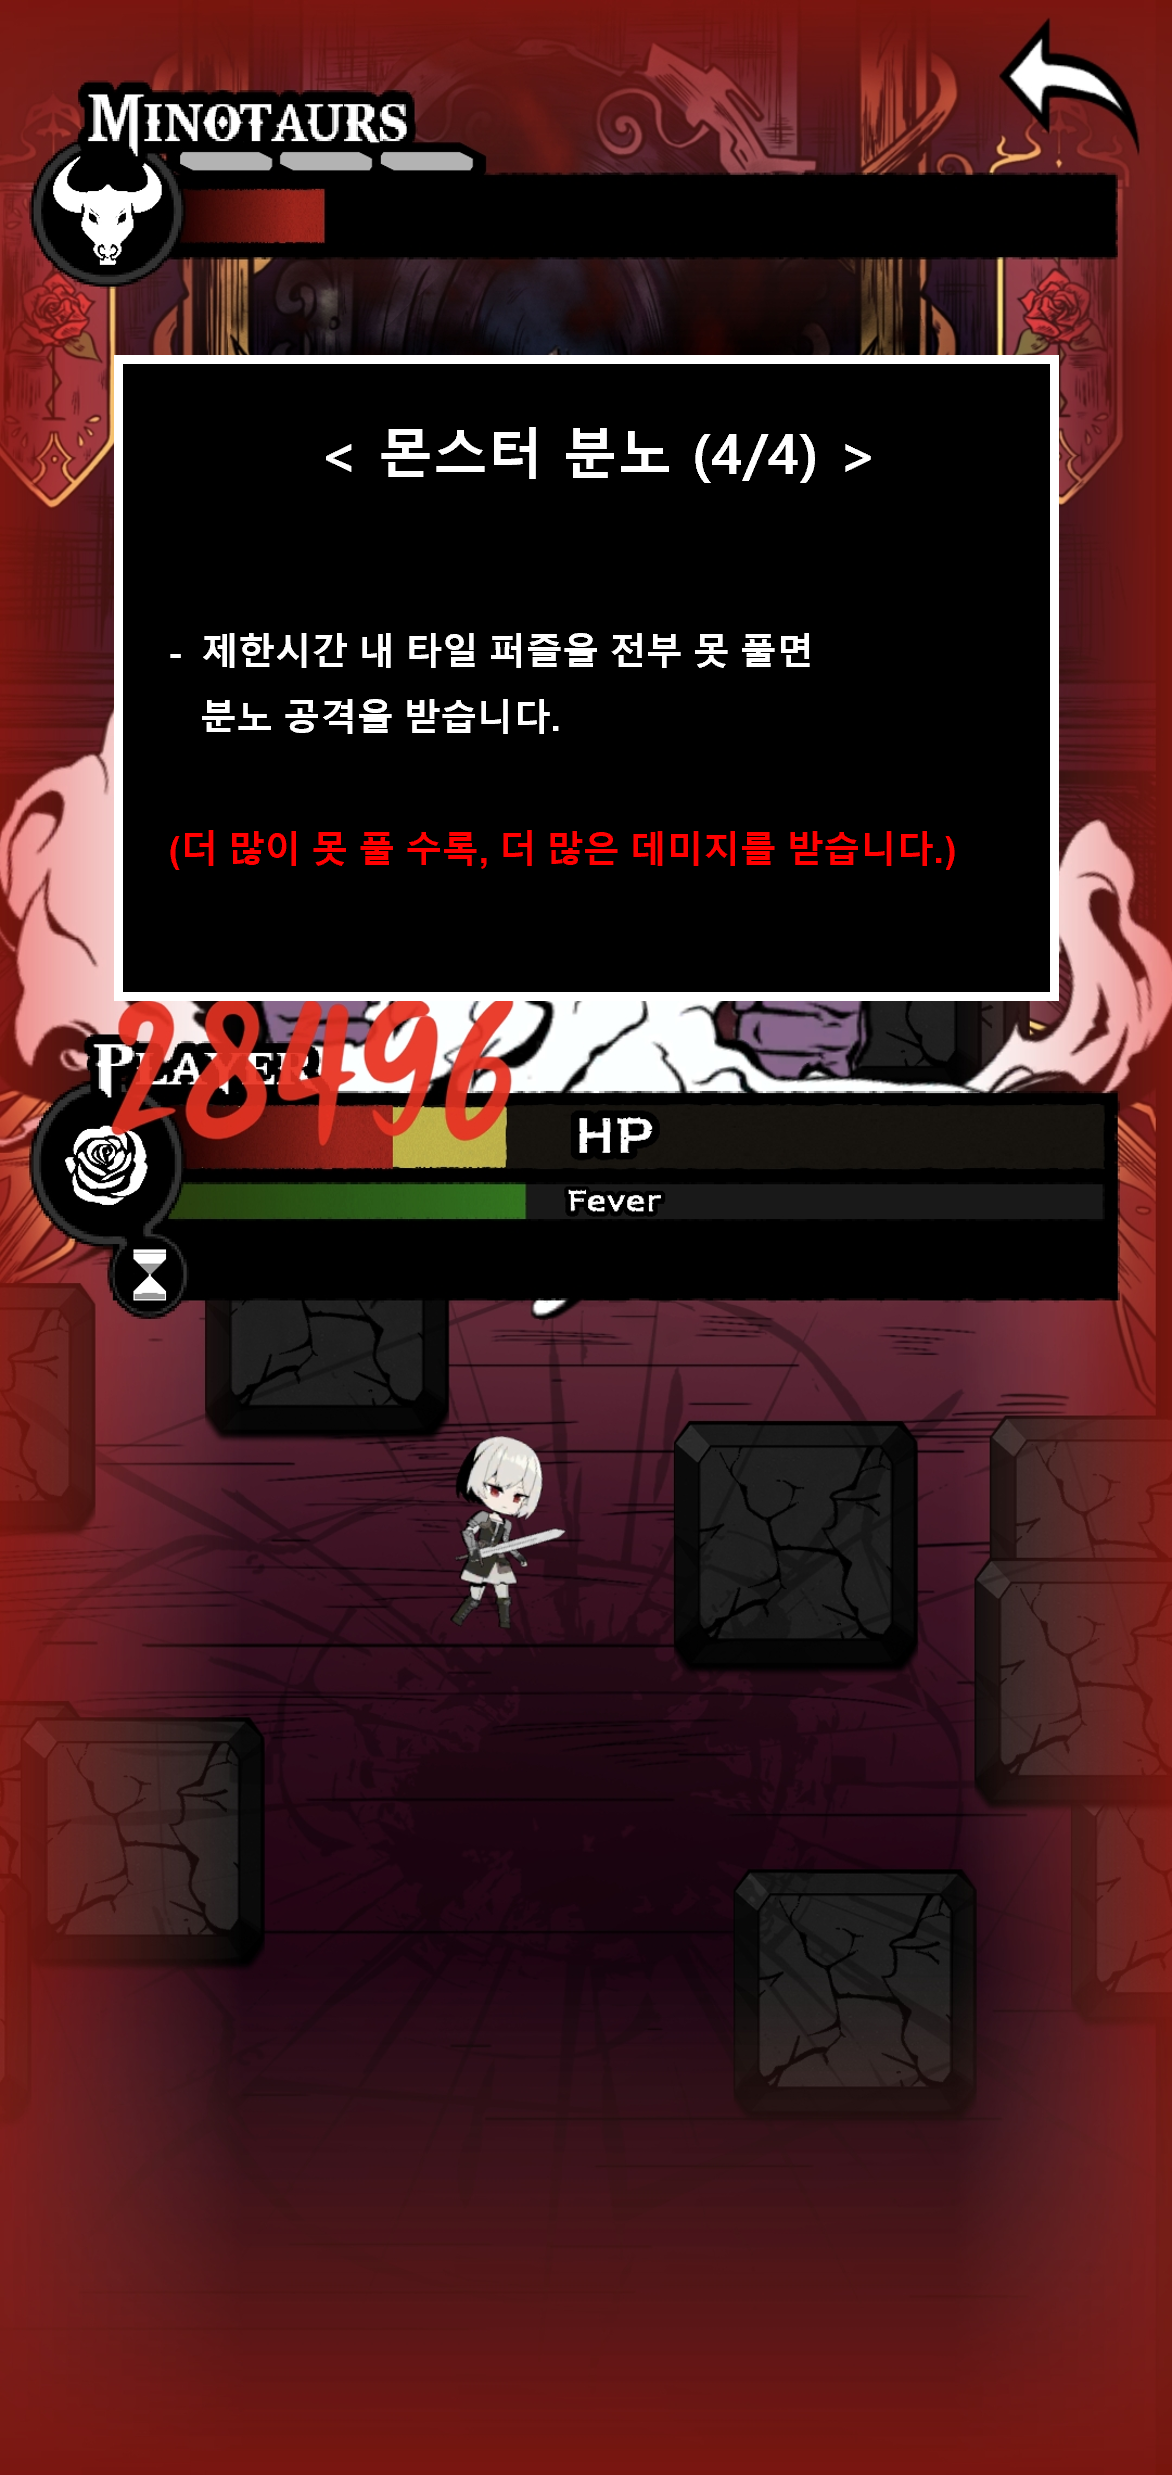 MINOTAURS
< 몬스터 분노 (4/4) >
- 제한시간 내 타일 퍼즐을 전부 못 풀면
분노 공격을 받습니다.
(더 많이 못 풀 수록, 더 많은 데미지를 받습니다.)
28496
PLAYER
HP
Fever